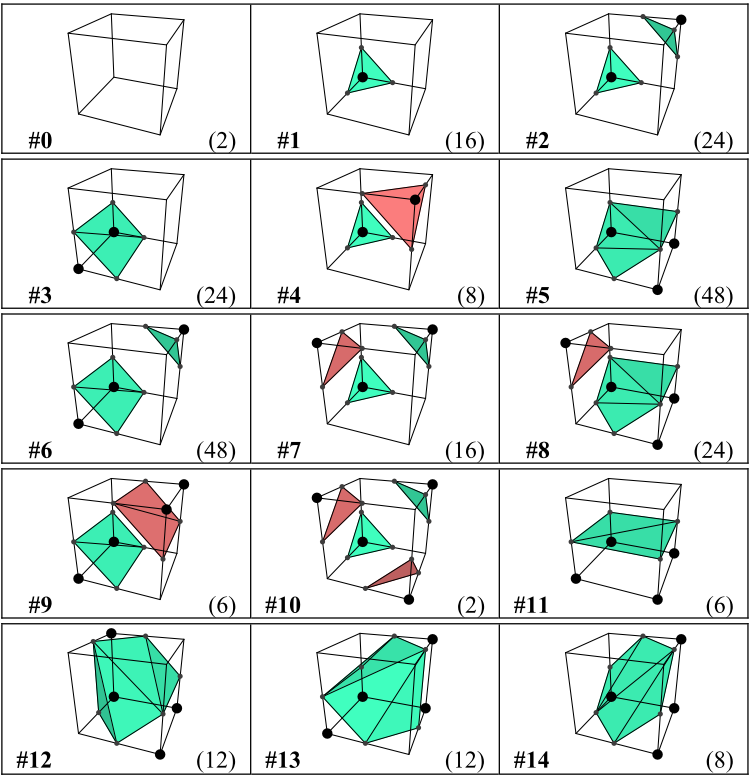 #0 (2) #1 (16) #2 (24)
#3 (24) #4 (8) #5 (48)
#6 (48) #7 (16) #8 (24)
#9 (6) #10 (2) #11 (6)
#12 (12) #13 (12) #14 (8)